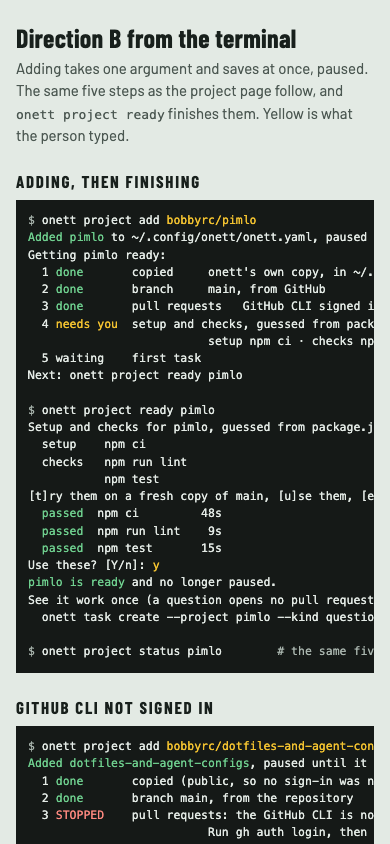 Direction B from the terminal
Adding takes one argument and saves at once, paused.
The same five steps as the project page follow, and
onett project ready finishes them. Yellow is what
the person typed.
ADDING, THEN FINISHING
$ onett project add bobbyrc/pimlo
Added pimlo to ~/.config/onett/onett.yaml, paused
Getting pimlo ready:
1 done copied onett's own copy, in ~/.
2 done branch main, from GitHub
3 done pull requests GitHub CLI signed i
4 needs you setup and checks, guessed from pack
setup npm ci · checks np
5 waiting first task
Next: onett project ready pimlo
$ onett project ready pimlo
Setup and checks for pimlo, guessed from package.j
setup npm ci
checks npm run lint
npm test
[t]ry them on a fresh copy of main, [u]se them, [e
passed npm ci 48s
passed npm run lint 9s
passed npm test 15s
Use these? [Y/n]: y
pimlo is ready and no longer paused.
See it work once (a question opens no pull request
onett task create --project pimlo --kind questio
$ onett project status pimlo # the same fiv
GITHUB CLI NOT SIGNED IN
$ onett project add bobbyrc/dotfiles-and-agent-con
Added dotfiles-and-agent-configs, paused until it
1 done copied (public, so no sign-in was n
2 done branch main, from the repository
3 STOPPED pull requests: the GitHub CLI is no
Run gh auth login, then